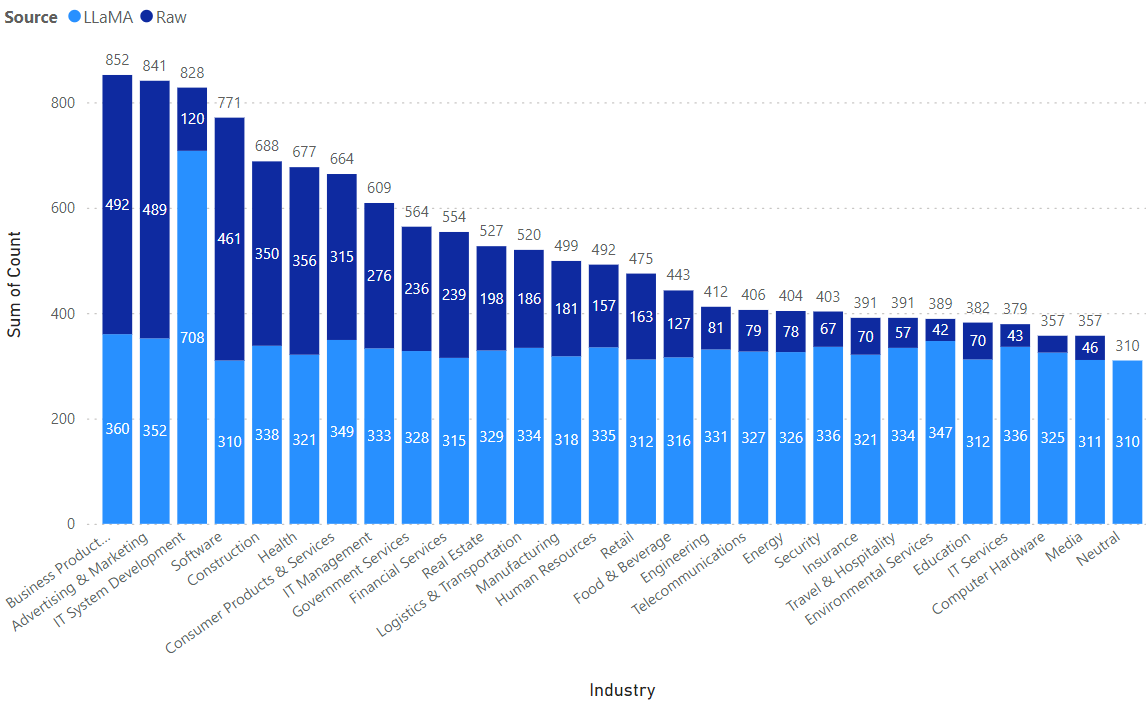 Source LLaMA Raw
852 841 828 771 688 677 664 609 564 554 527 520 499 492 475 443 412 406 404 403 391 391 389 382 379 357 357 310
492 489 120 461 350 356 315 276 236 239 198 186 181 157 163 127 81 79 78 67 70 57 42 70 43 46
360 352 708 310 338 321 349 333 328 315 329 334 318 335 312 316 331 327 326 336 321 334 347 312 336 325 311 310
800
600
400
200
0
Sum of Count
Business Product...
Advertising & Marketing
IT System Development
Software
Construction
Health
Consumer Products & Services
IT Management
Government Services
Financial Services
Real Estate
Logistics & Transportation
Manufacturing
Human Resources
Retail
Food & Beverage
Engineering
Telecommunications
Energy
Security
Insurance
Travel & Hospitality
Environmental Services
Education
IT Services
Computer Hardware
Media
Neutral
Industry